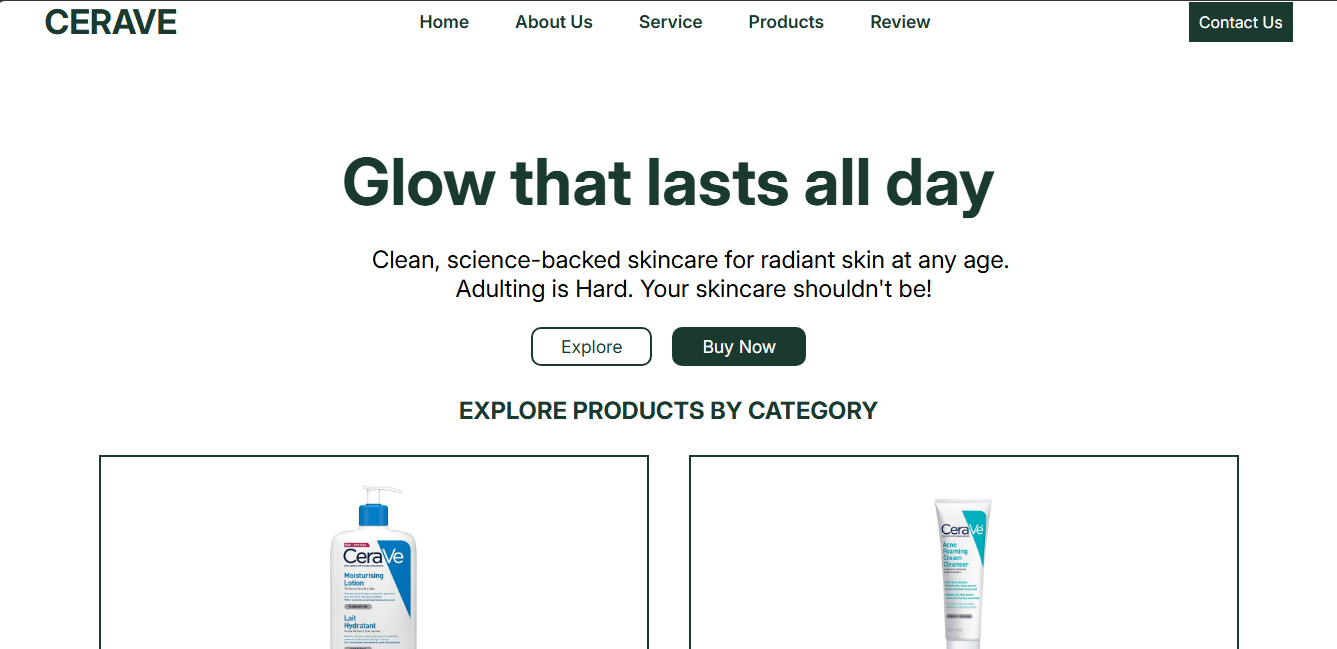 CERAVE
Home
About Us
Service
Products
Review
Contact Us
Glow that lasts all day
Clean, science-backed skincare for radiant skin at any age.
Adulting is Hard. Your skincare shouldn't be!
Explore
Buy Now
EXPLORE PRODUCTS BY CATEGORY
CeraVe
Moisturising
Lotion
Lait
Hydratant
CeraVe
Acne
Foaming
Cream
Cleanser